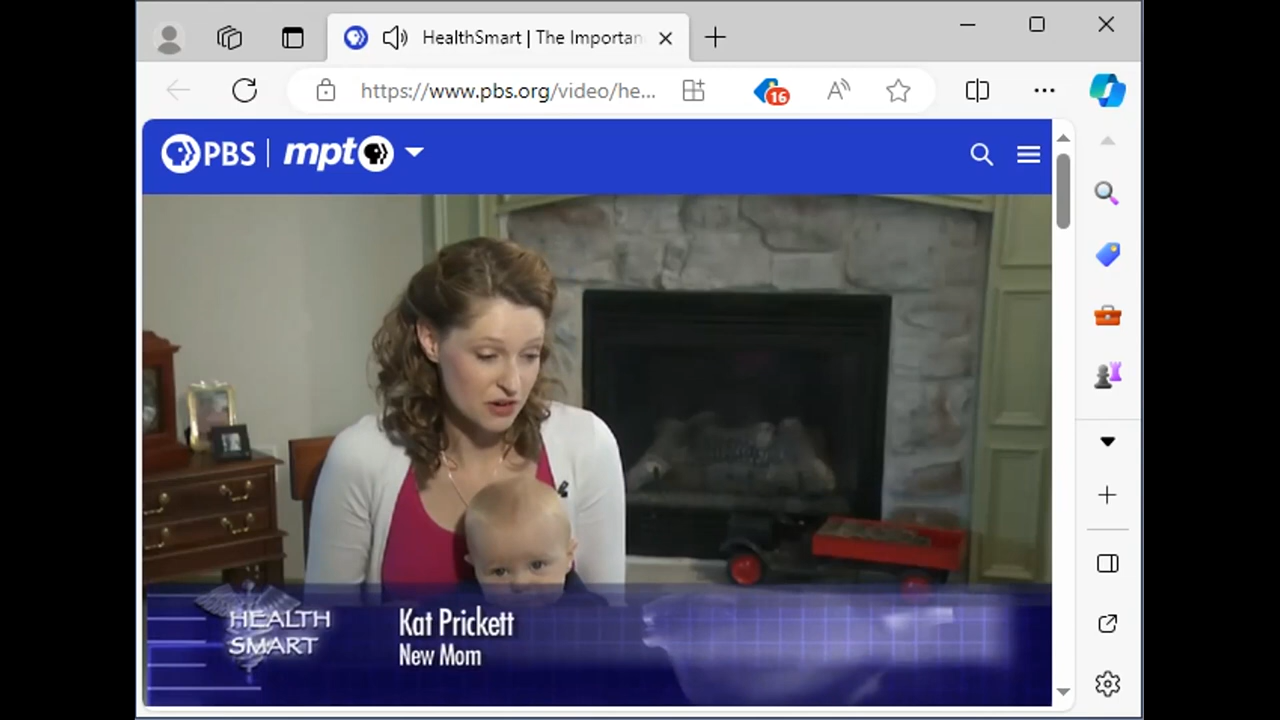 HealthSmart | The Importan
https://www.pbs.org/video/he...
16
PBS | mpt
HEALTH
SMART
Kat Prickett
New Mom